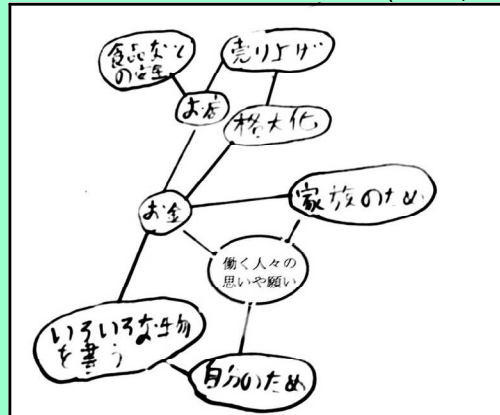 食品など
の安全
売り上げ
お店
格大化
家族のため
お金
働く人々の
思いや願い
いろいろな物
を書う
自分のため